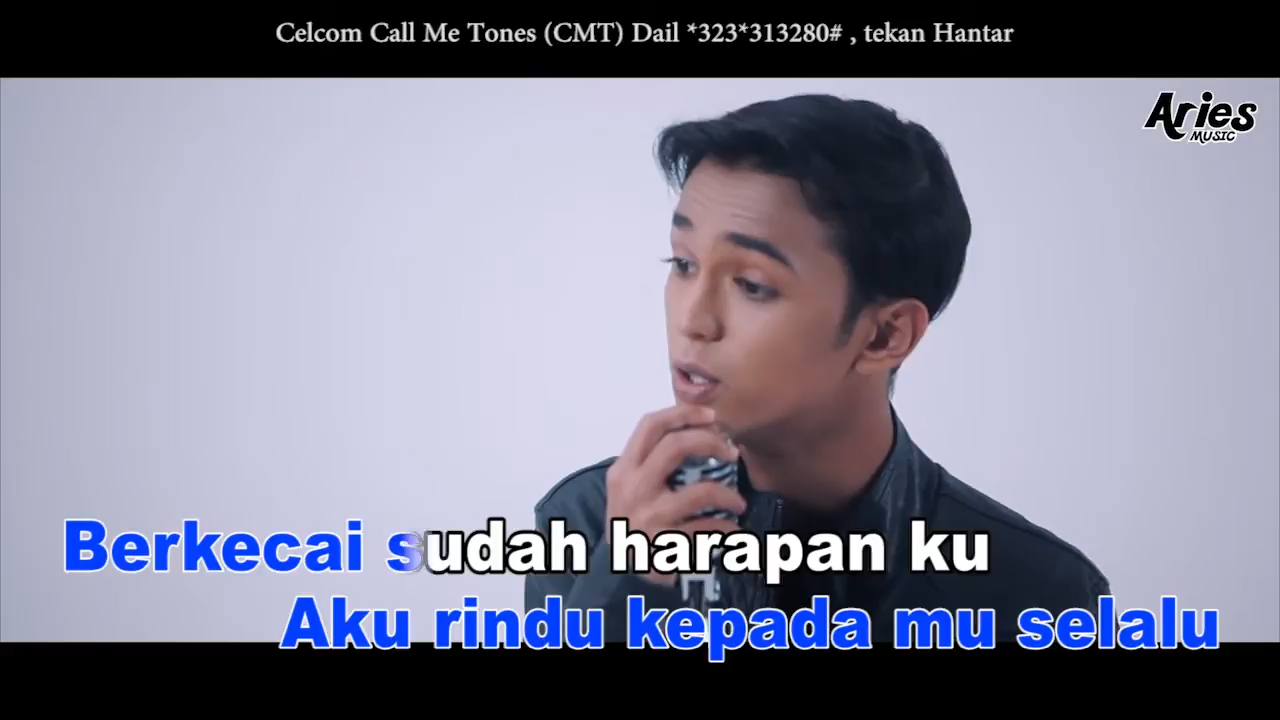 Celcom Call Me Tones (CMT) Dail *323*313280# , tekan Hantar
Aries
MUSIC
Berkecai sudah harapan ku
Aku rindu kepada mu selalu